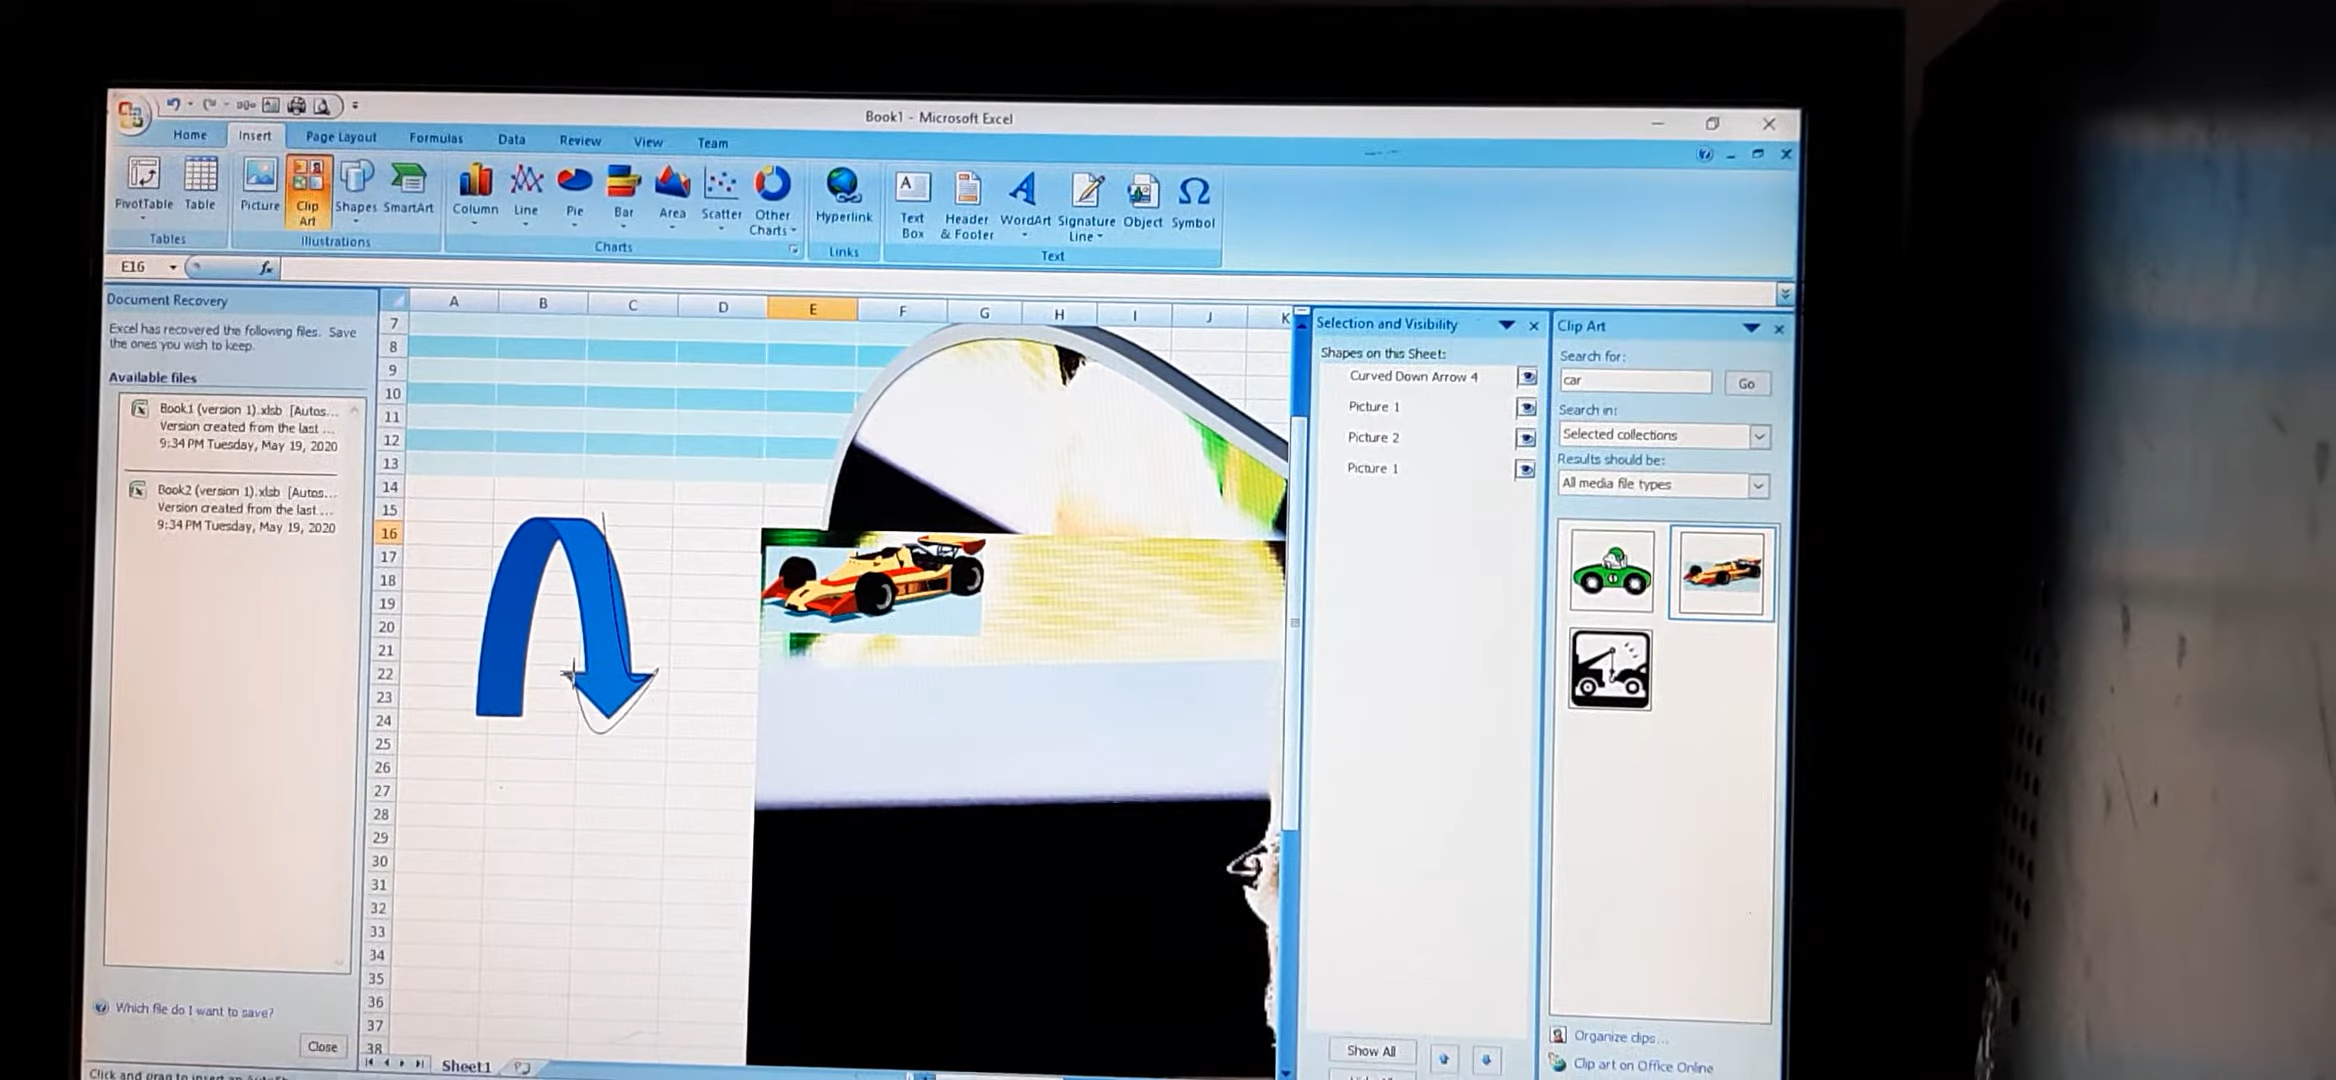 Book1 - Microsoft Excel
Home Insert Page Layout Formulas Data Review View Team
PivotTable Table Picture Clip Art Shapes SmartArt Column Line Pie Bar Area Scatter Other Charts Hyperlink Text Box Header & Footer WordArt Signature Line Object Symbol
Tables Illustrations Charts Links Text
E16 fx
Document Recovery
Excel has recovered the following files. Save
the ones you wish to keep.
Available files
Book1 (version 1).xlsb [Autos...
Version created from the last ...
9:34 PM Tuesday, May 19, 2020
Book2 (version 1).xlsb [Autos...
Version created from the last ...
9:34 PM Tuesday, May 19, 2020
Which file do I want to save?
Close
A B C D E F G H I J K
7
8
9
10
11
12
13
14
15
16
17
18
19
20
21
22
23
24
25
26
27
28
29
30
31
32
33
34
35
36
37
38
Sheet1
Click and drag to insert an
Selection and Visibility
Shapes on this Sheet:
Curved Down Arrow 4
Picture 1
Picture 2
Picture 1
Show All
Clip Art
Search for:
car Go
Search in:
Selected collections
Results should be:
All media file types
Organize clips...
Clip art on Office Online